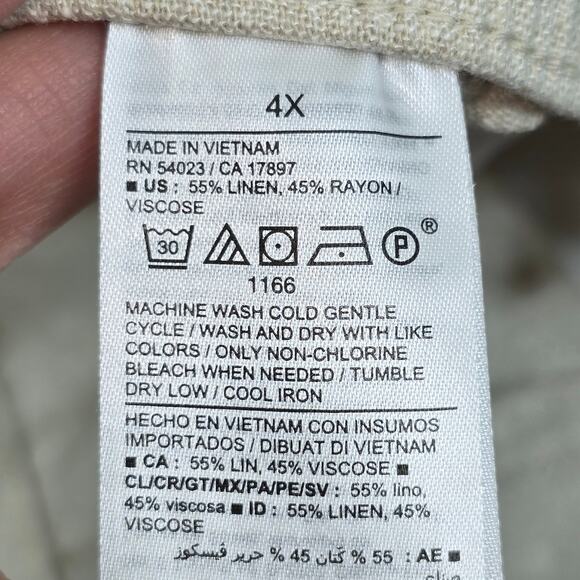 4X
MADE IN VIETNAM
RN 54023 / CA 17897
■ US : 55% LINEN, 45% RAYON /
VISCOSE
30 P ®
1166
MACHINE WASH COLD GENTLE
CYCLE / WASH AND DRY WITH LIKE
COLORS / ONLY NON-CHLORINE
BLEACH WHEN NEEDED / TUMBLE
DRY LOW / COOL IRON
HECHO EN VIETNAM CON INSUMOS
IMPORTADOS / DIBUAT DI VIETNAM
■ CA : 55% LIN, 45% VISCOSE ■
CL/CR/GT/MX/PA/PE/SV : 55% lino,
45% viscosa ■ ID : 55% LINEN, 45%
VISCOSE
■ AE : 55 % كتان 45 % حرير فيسكوز